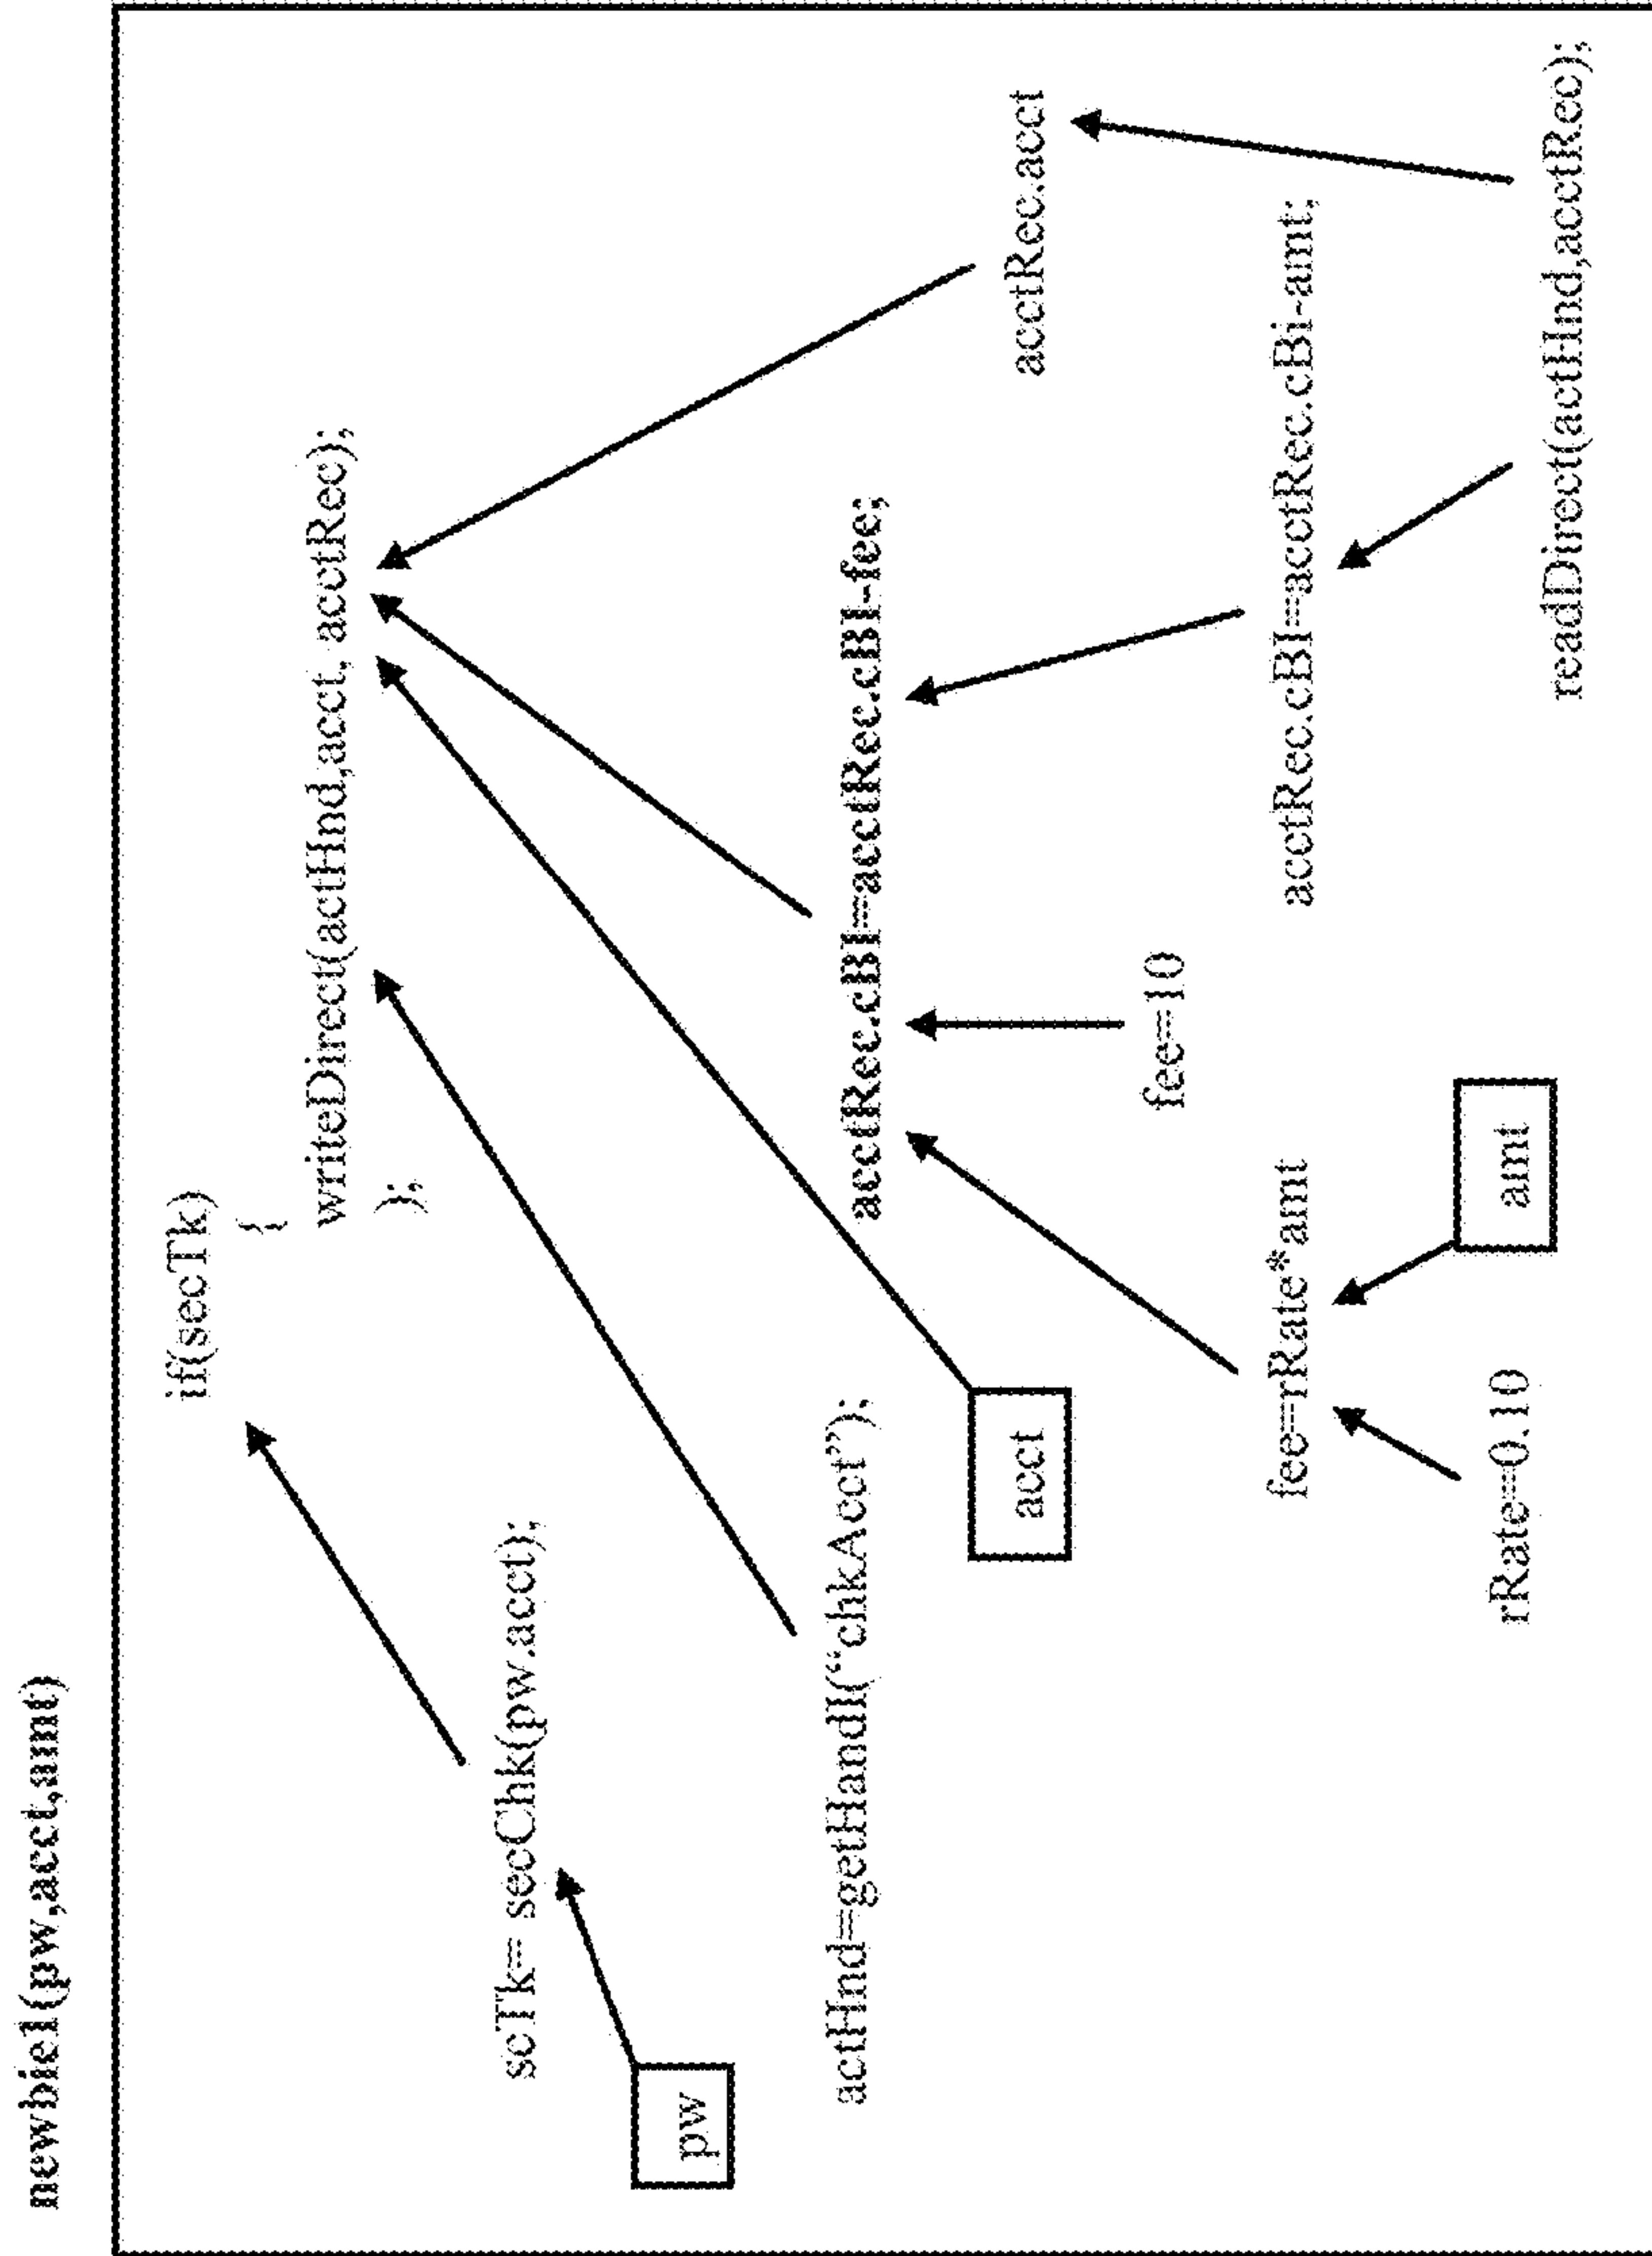 newbie1(pw,acct,amt)
if(secTk)
{
writeDirect(actHnd,acct, acctRec);
);
scTk= secChk(pw.acct);
pw
actHnd=getHandl(“chkAcct”);
acctRec.cBI=acctRec.cBI-fee;
acct
acctRec.acct
fee=10
fee=rRate*amt
acctRec.cBI=acctRec.cBi-amt;
rRate=0.10
amt
readDirect(actHnd,acctRec);